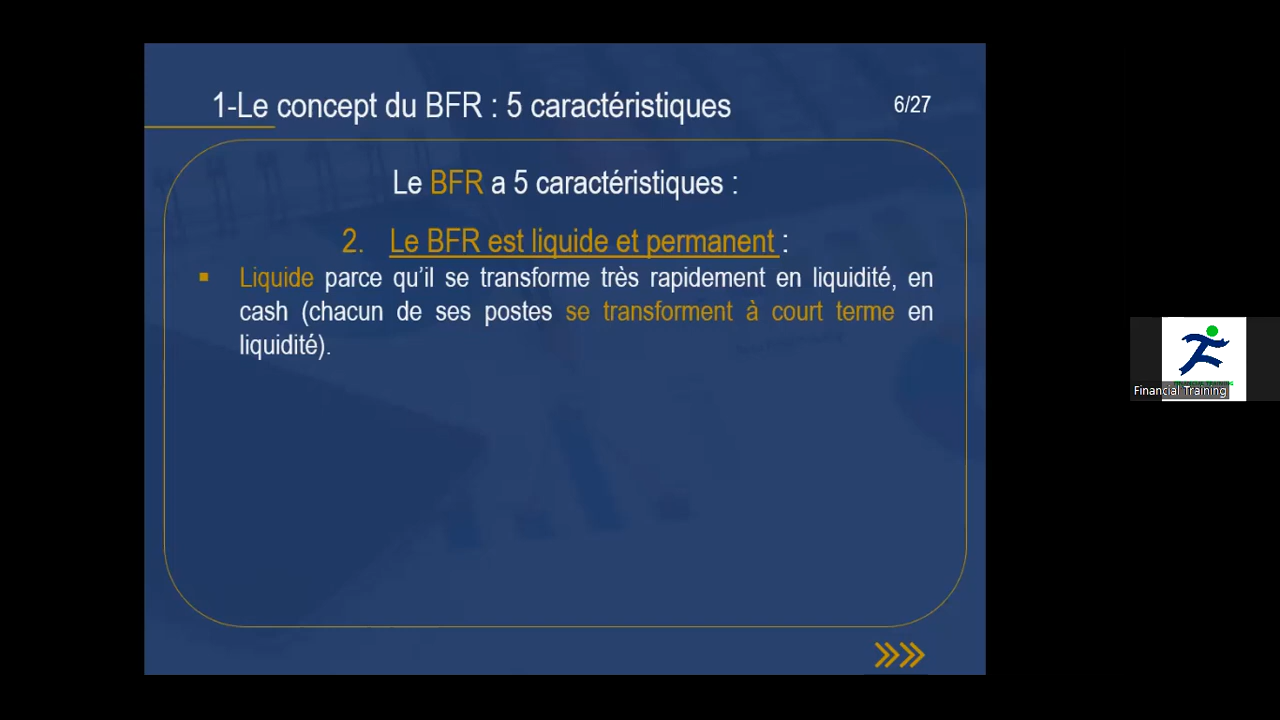 1-Le concept du BFR : 5 caractéristiques
6/27
Le BFR a 5 caractéristiques :
2. Le BFR est liquide et permanent :
▪ Liquide parce qu'il se transforme très rapidement en liquidité, en
cash (chacun de ses postes se transforment à court terme en
liquidité).
Financial Training